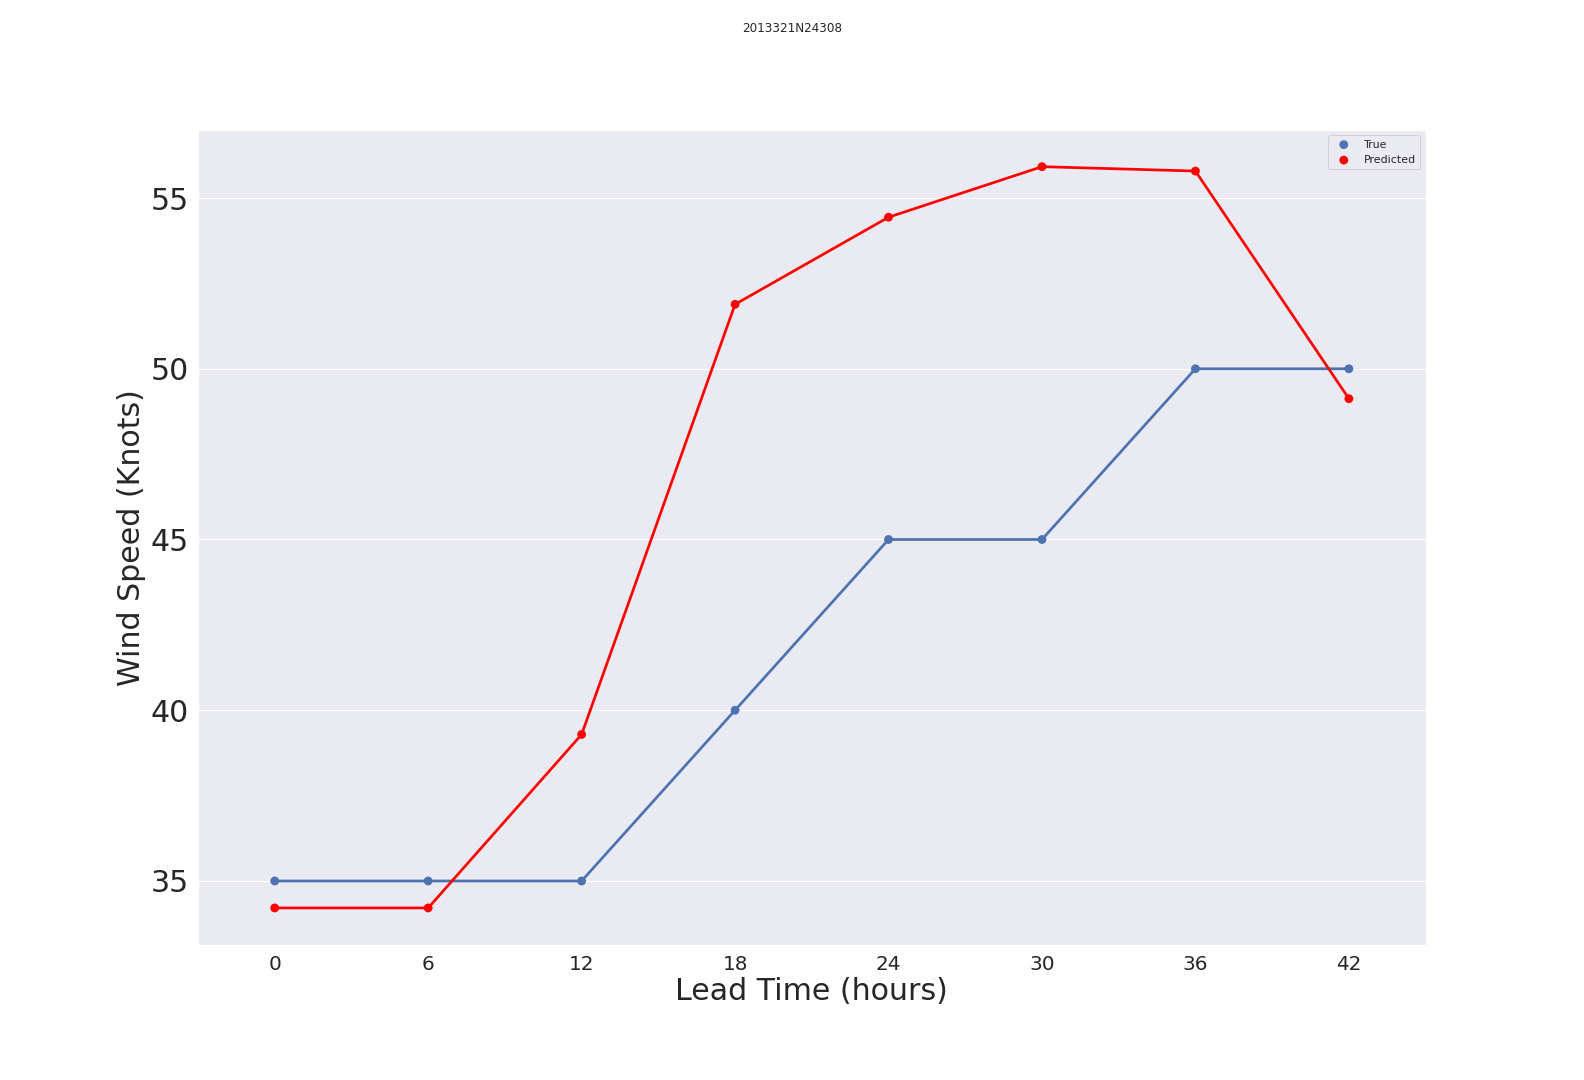 2013321N24308
True
Predicted
55
50
45
40
35
Wind Speed (Knots)
0 6 12 18 24 30 36 42
Lead Time (hours)